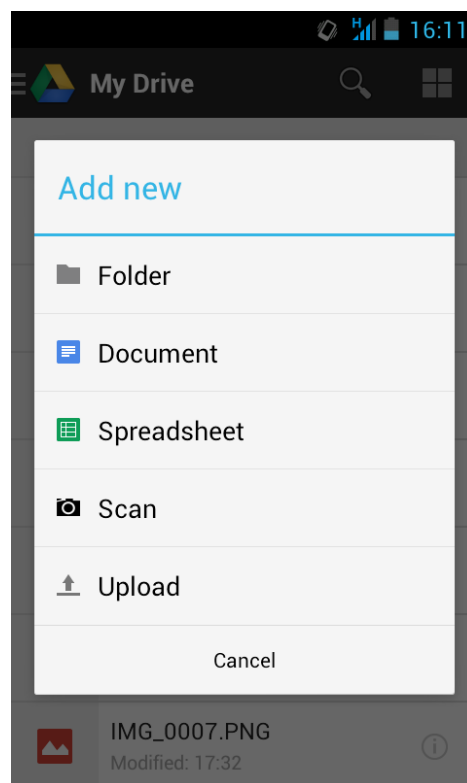 H 16:11
My Drive
Add new
Folder
Document
Spreadsheet
Scan
Upload
Cancel
IMG_0007.PNG
Modified: 17:32